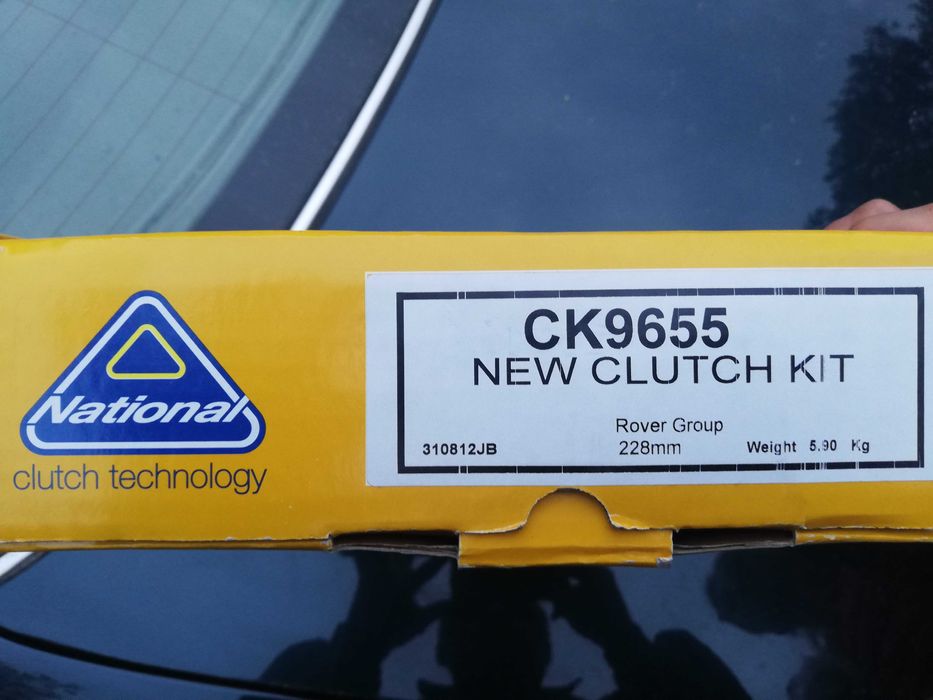 National
clutch technology
CK9655
NEW CLUTCH KIT
Rover Group
310812JB 228mm Weight 5.90 Kg